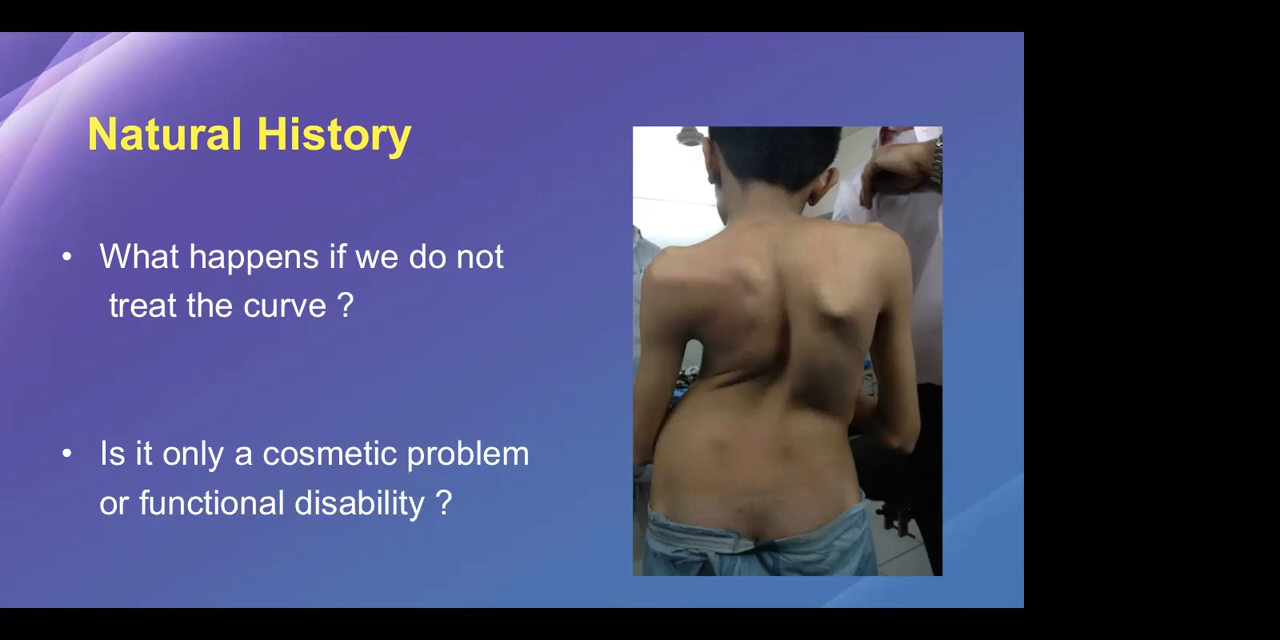 Natural History
• What happens if we do not
treat the curve ?
• Is it only a cosmetic problem
or functional disability ?